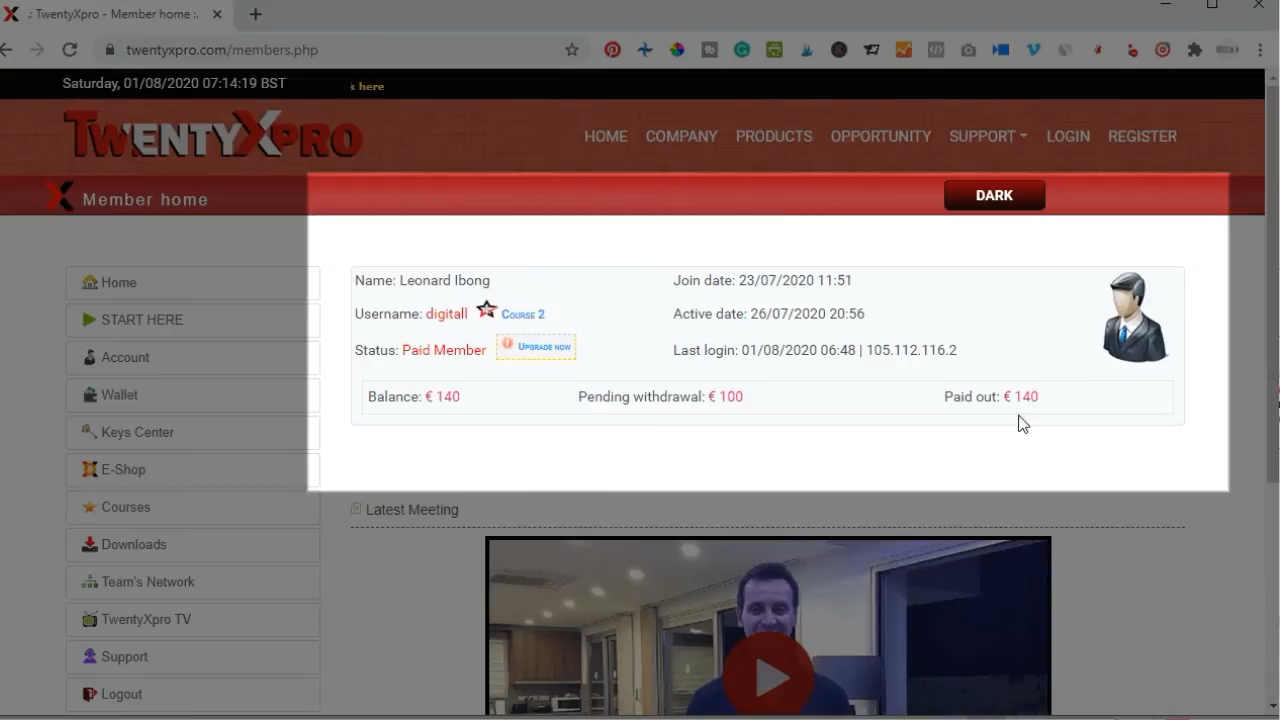 .: TwentyXpro - Member home :.
twentyxpro.com/members.php
Saturday, 01/08/2020 07:14:19 BST
k here
TWENTYXPRO
HOME COMPANY PRODUCTS OPPORTUNITY SUPPORT LOGIN REGISTER
Member home
DARK
Home
START HERE
Account
Wallet
Keys Center
E-Shop
Courses
Downloads
Team's Network
TwentyXpro TV
Support
Logout
Name: Leonard Ibong
Join date: 23/07/2020 11:51
Username: digitall COURSE 2
Active date: 26/07/2020 20:56
Status: Paid Member UPGRADE NOW
Last login: 01/08/2020 06:48 | 105.112.116.2
Balance: € 140
Pending withdrawal: € 100
Paid out: € 140
Latest Meeting